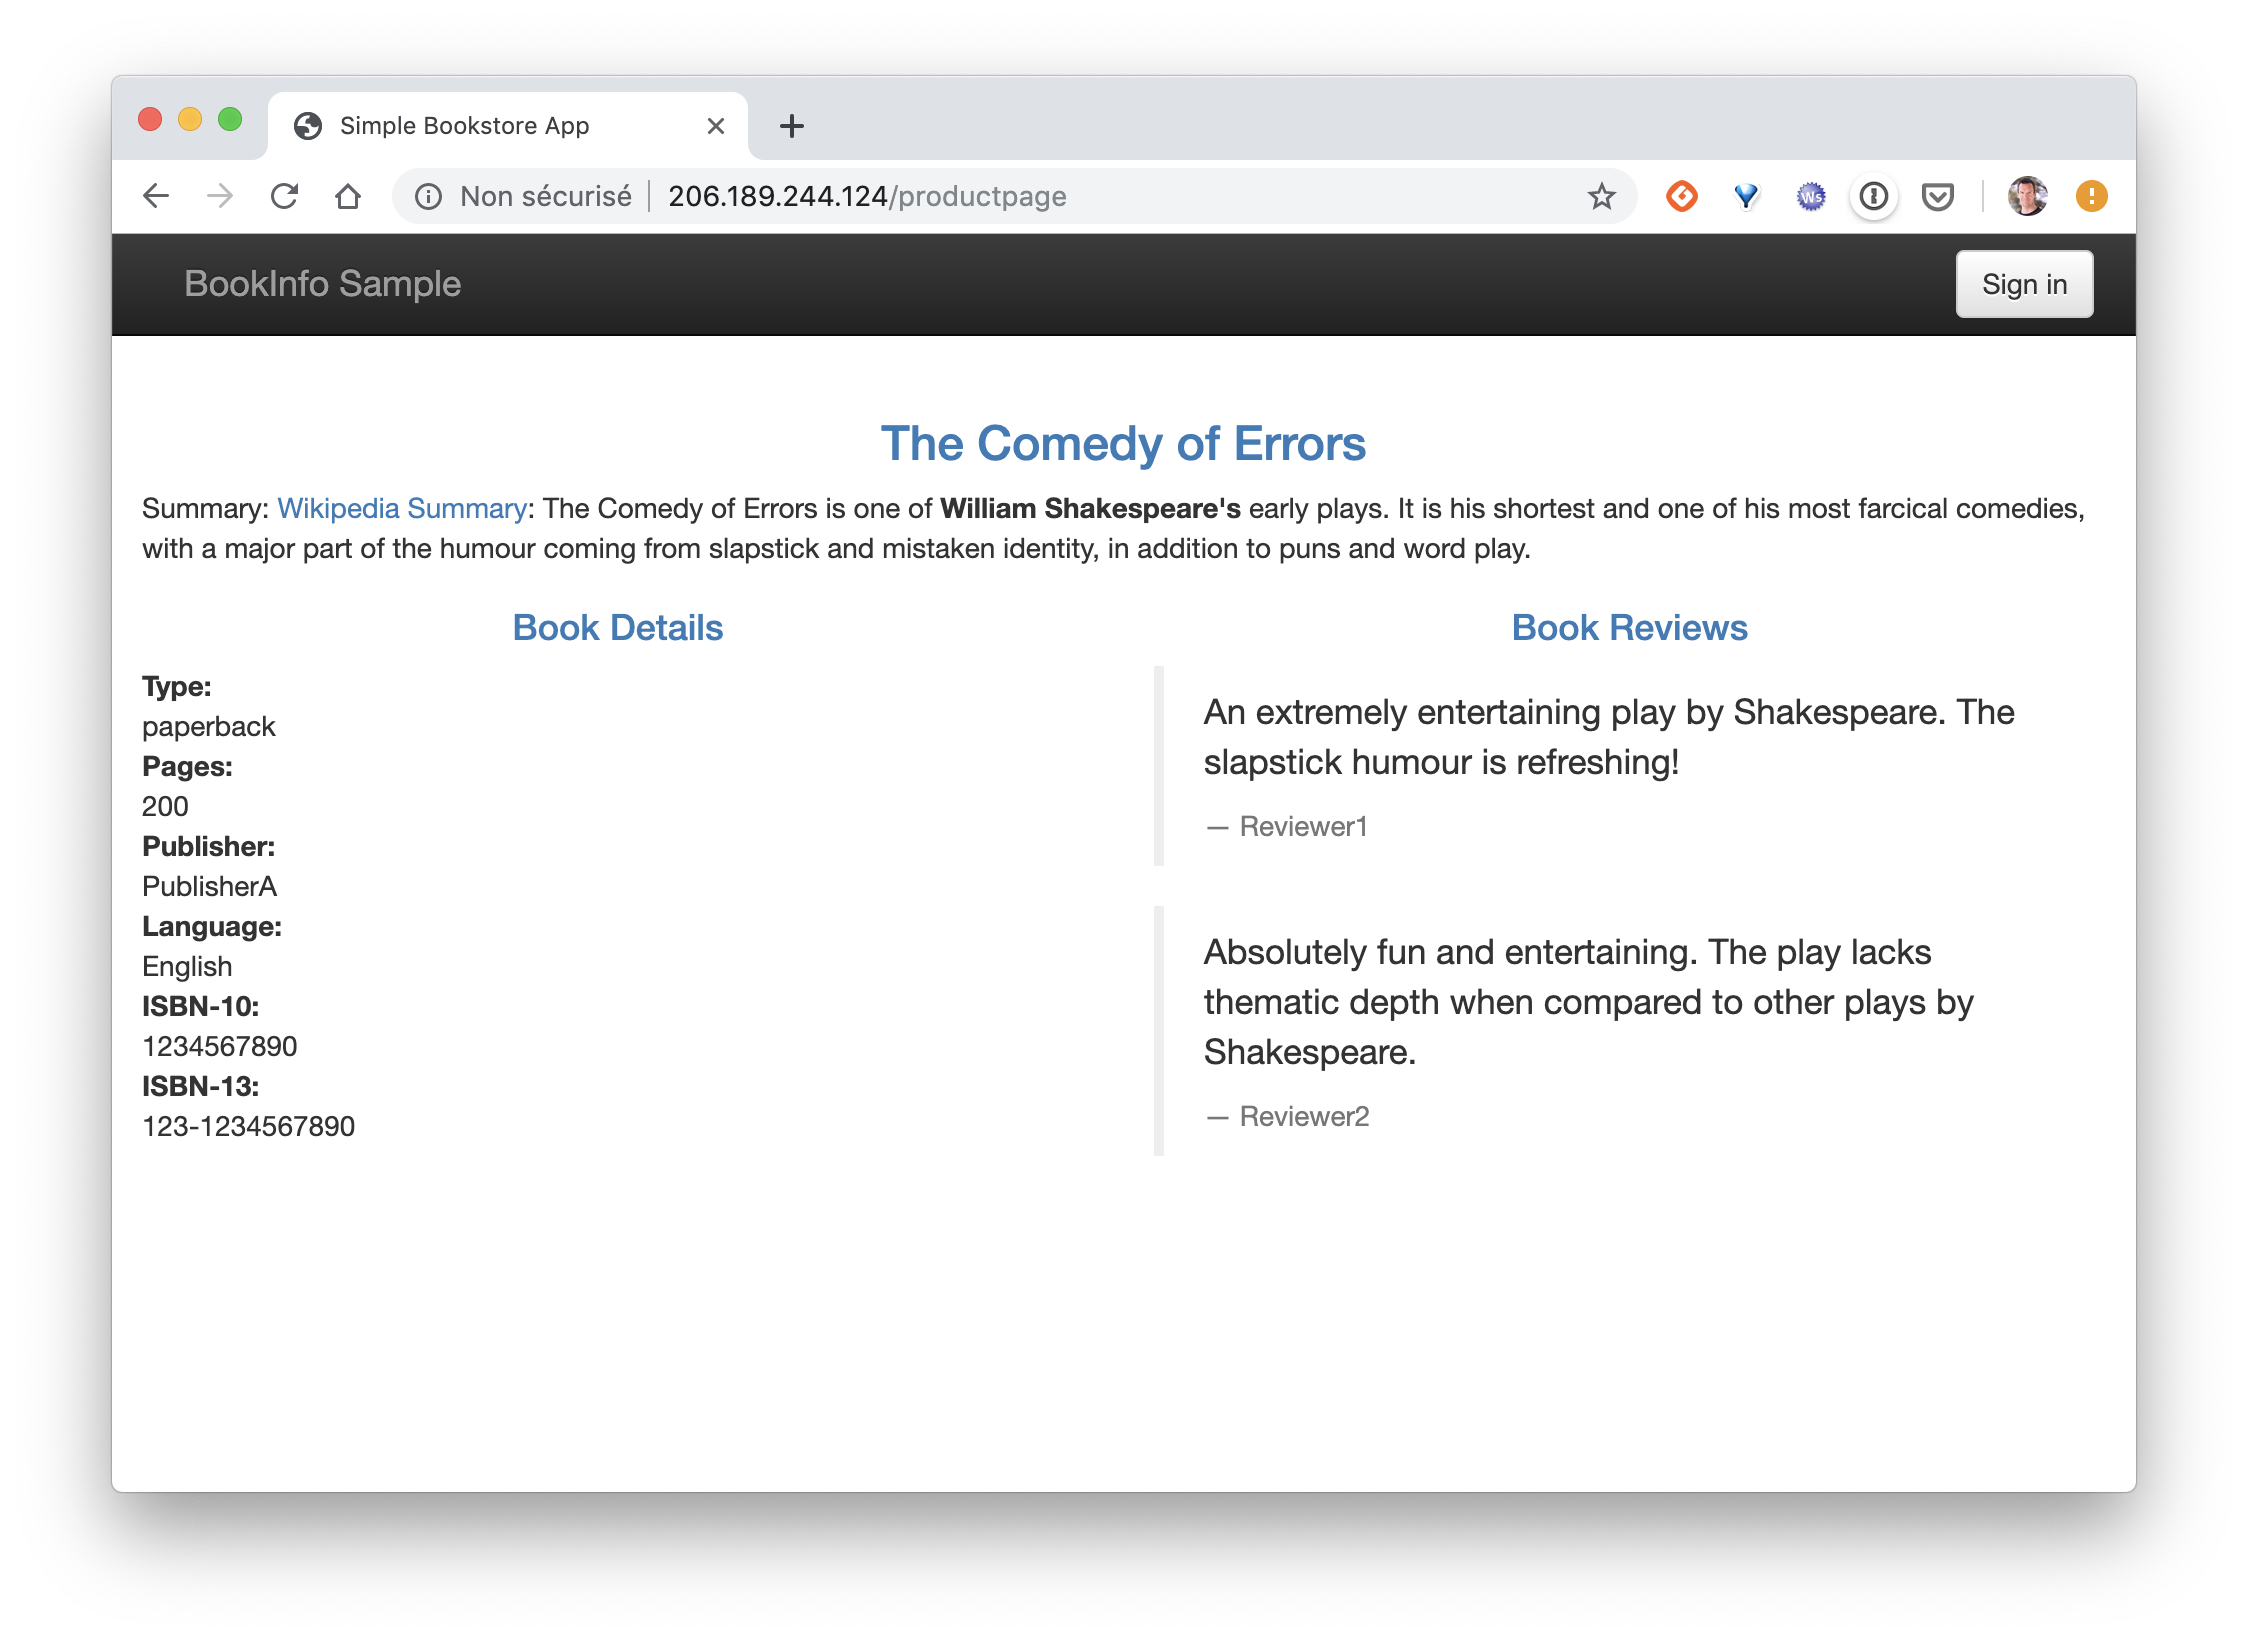 Simple Bookstore App
Non sécurisé 206.189.244.124/productpage
Ws
BookInfo Sample
Sign in
The Comedy of Errors
Summary: Wikipedia Summary: The Comedy of Errors is one of William Shakespeare's early plays. It is his shortest and one of his most farcical comedies,
with a major part of the humour coming from slapstick and mistaken identity, in addition to puns and word play.
Book Details
Type:
paperback
Pages:
200
Publisher:
PublisherA
Language:
English
ISBN-10:
1234567890
ISBN-13:
123-1234567890
Book Reviews
An extremely entertaining play by Shakespeare. The
slapstick humour is refreshing!
— Reviewer1
Absolutely fun and entertaining. The play lacks
thematic depth when compared to other plays by
Shakespeare.
— Reviewer2